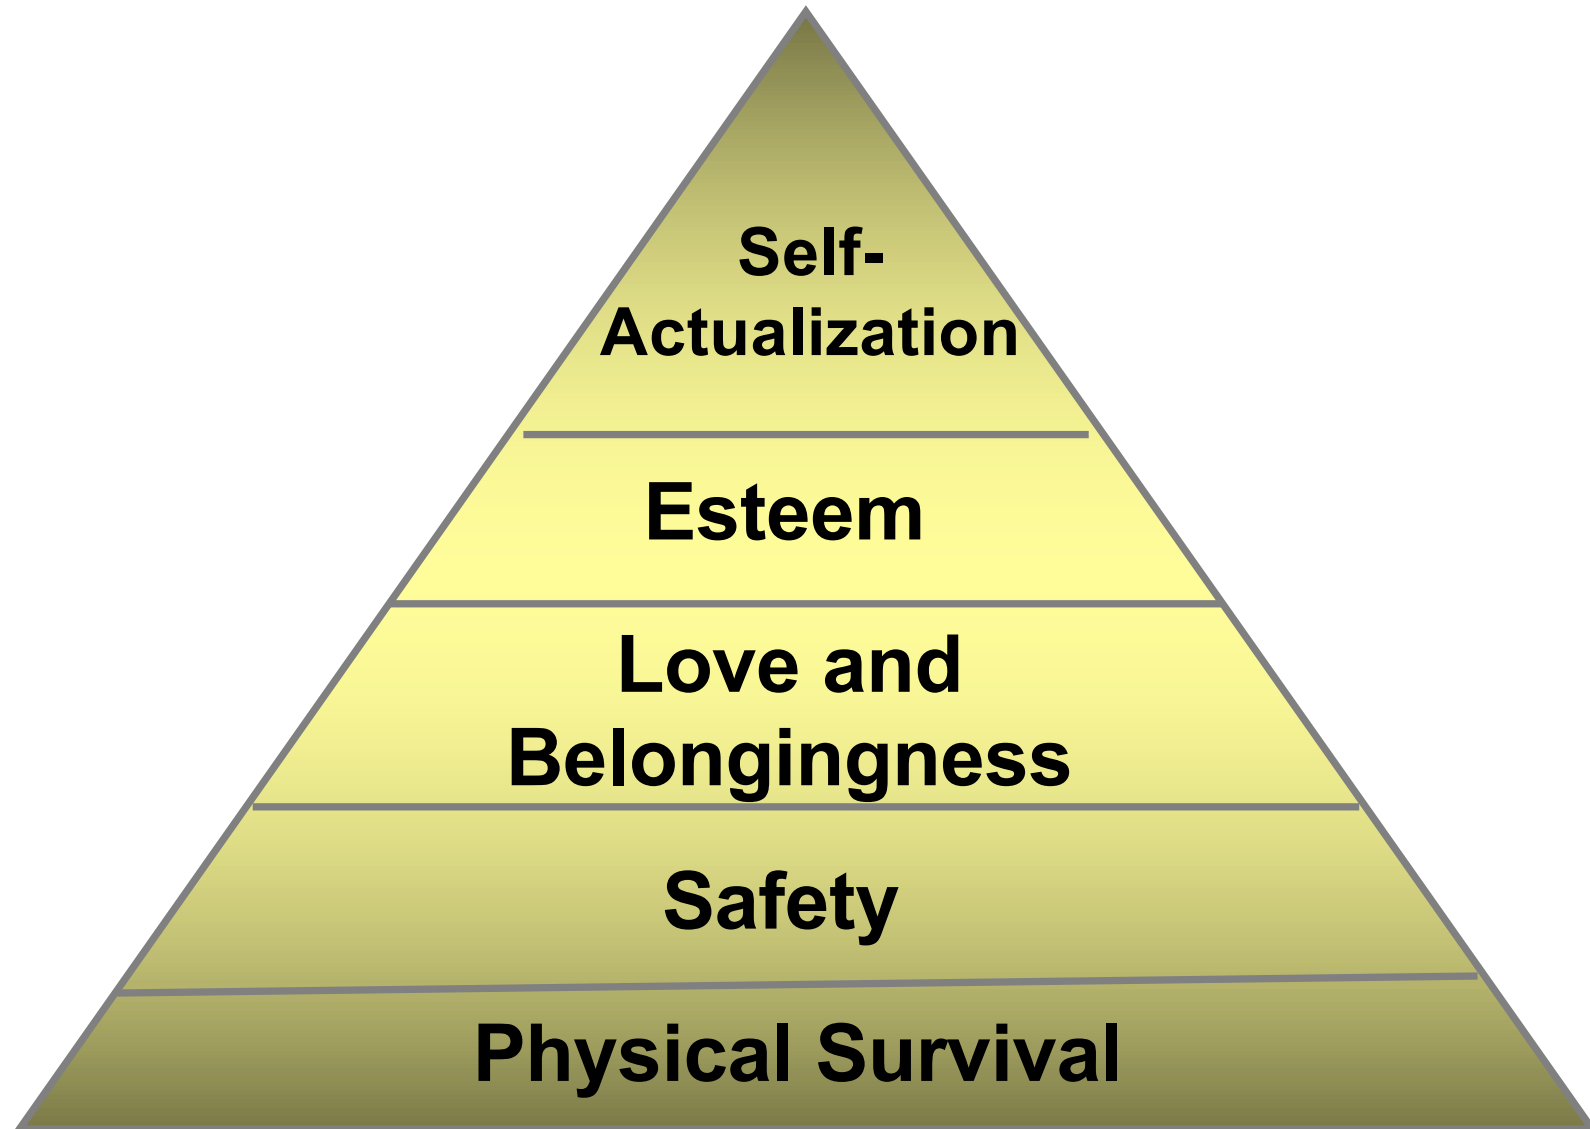 Self-
Actualization
Esteem
Love and
Belongingness
Safety
Physical Survival